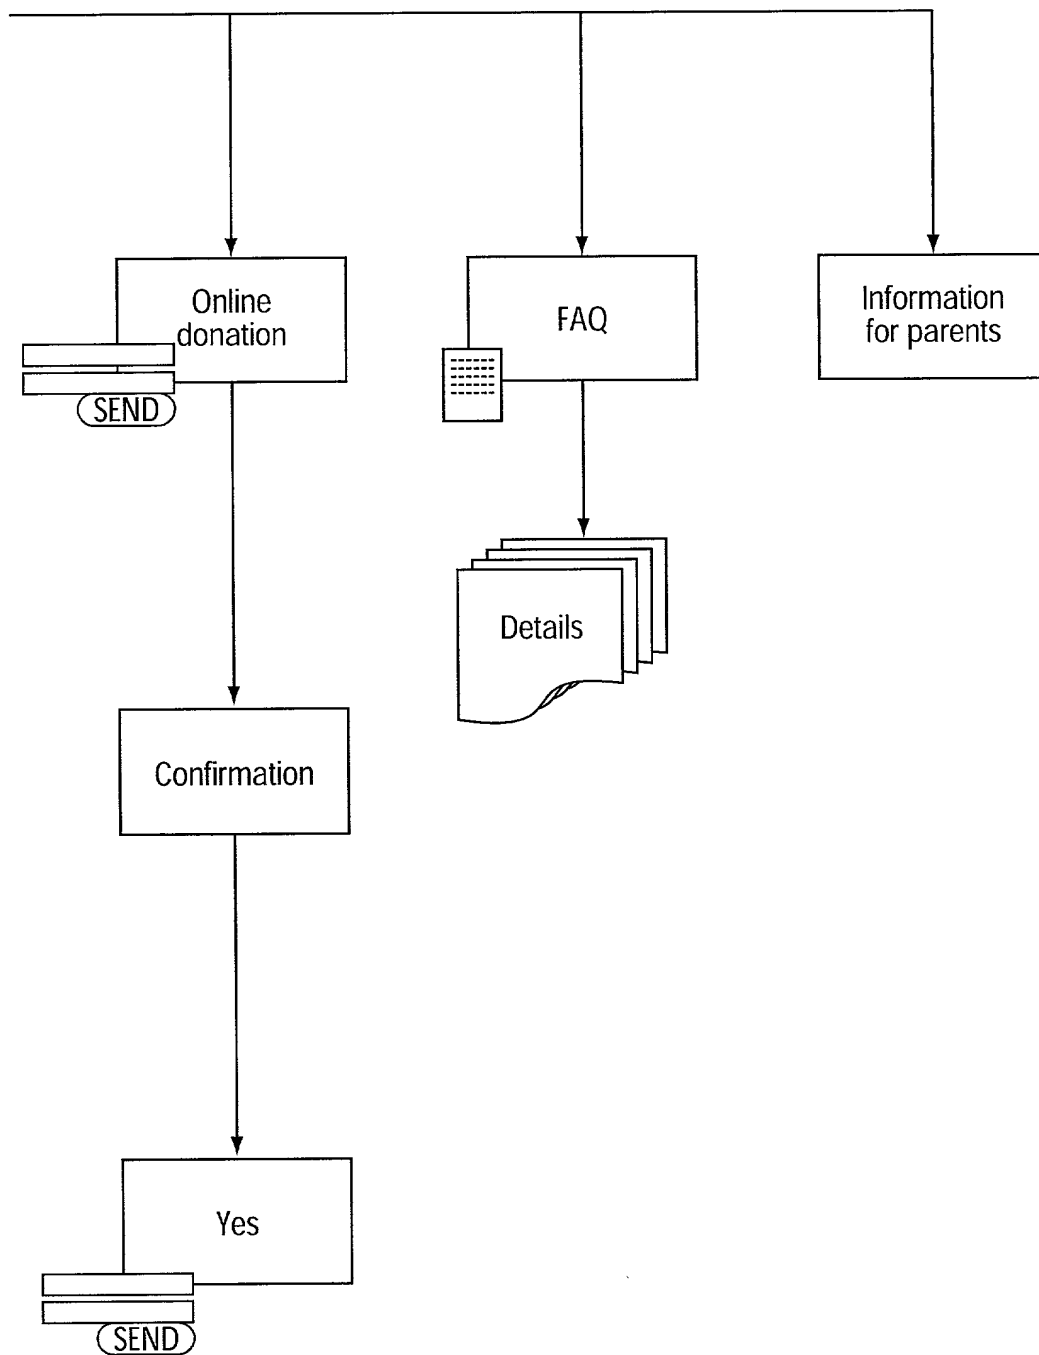 Online
donation
SEND
FAQ
Information
for parents
Details
Confirmation
Yes
SEND